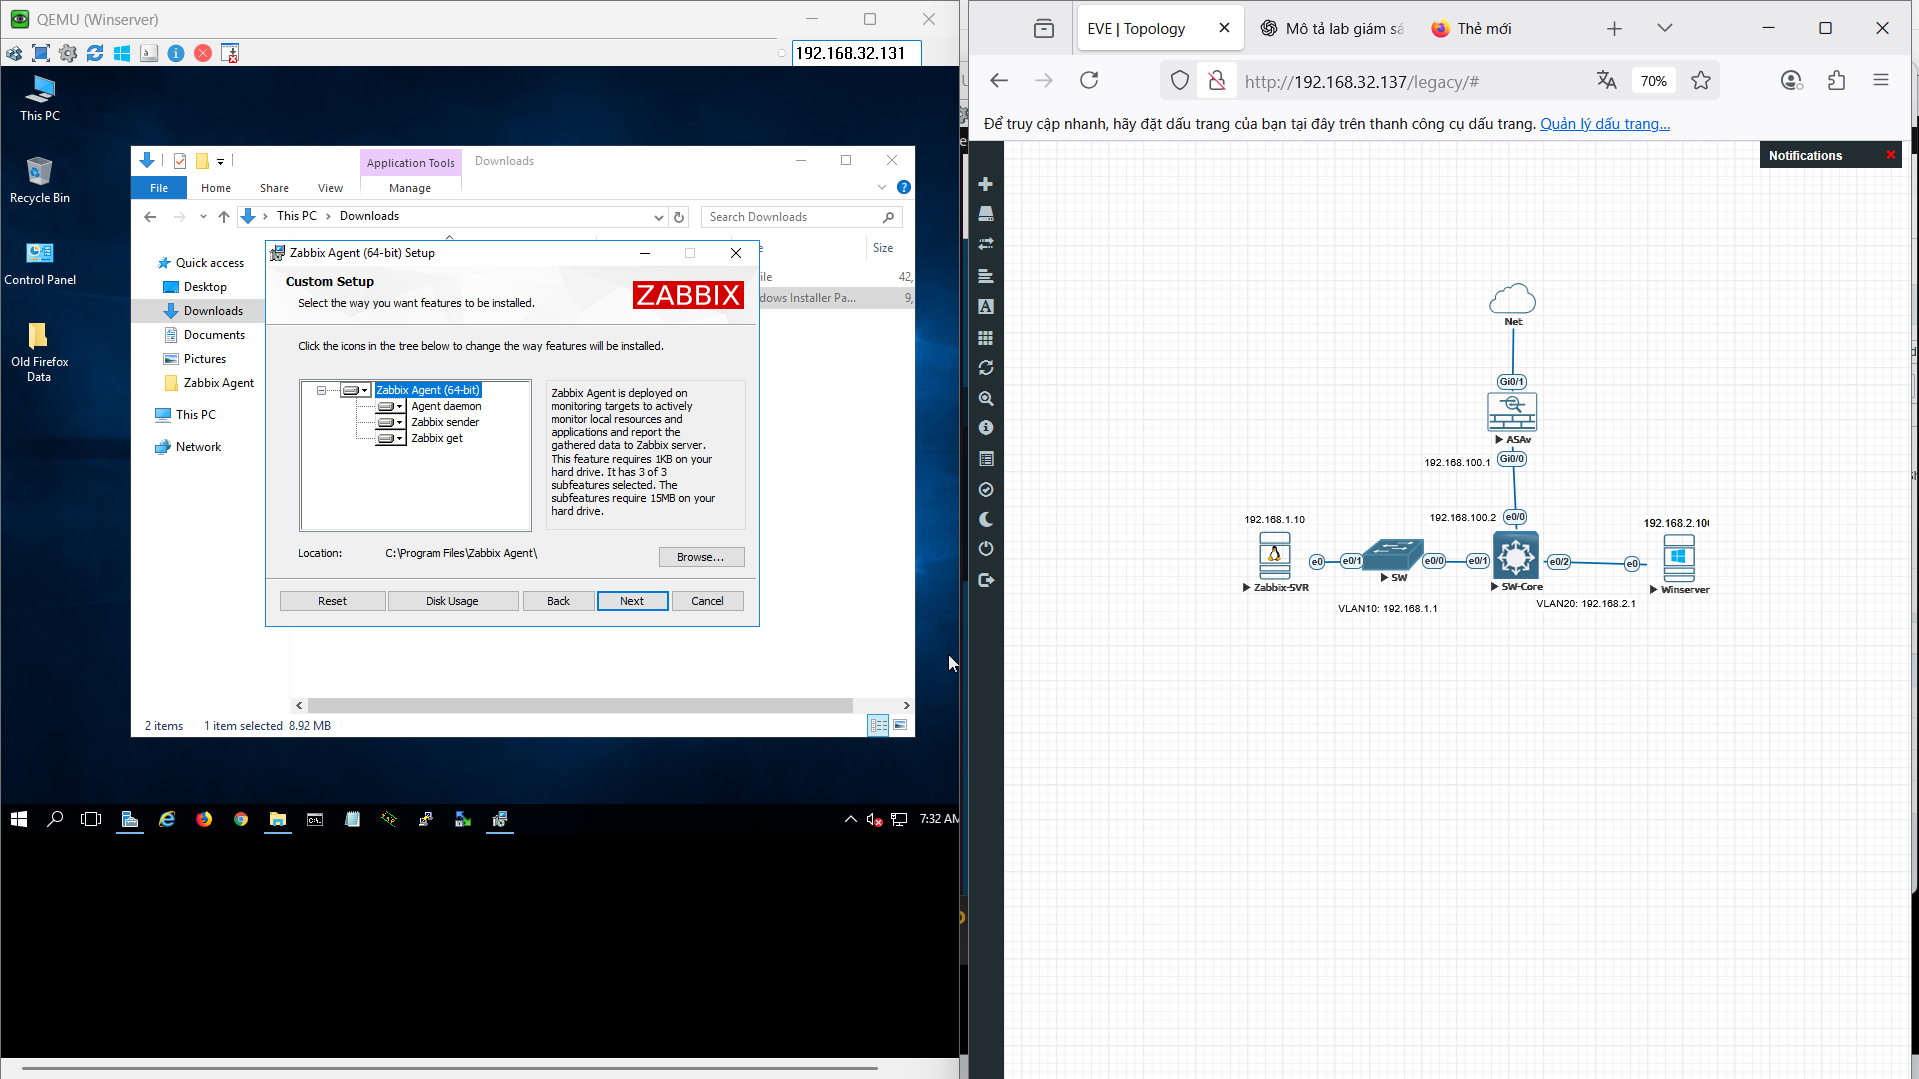 QEMU (Winserver)
192.168.32.131
This PC
Recycle Bin
Control Panel
Old Firefox
Data
Application Tools
Downloads
File
Home
Share
View
Manage
This PC
Downloads
Search Downloads
Size
Quick access
Desktop
Downloads
Documents
Pictures
Zabbix Agent
This PC
Network
ile
42,
dows Installer Pa...
9,
Zabbix Agent (64-bit) Setup
Custom Setup
Select the way you want features to be installed.
ZABBIX
Click the icons in the tree below to change the way features will be installed.
Zabbix Agent (64-bit)
Agent daemon
Zabbix sender
Zabbix get
Zabbix Agent is deployed on
monitoring targets to actively
monitor local resources and
applications and report the
gathered data to Zabbix server.
This feature requires 1KB on your
hard drive. It has 3 of 3
subfeatures selected. The
subfeatures require 15MB on your
hard drive.
Location:
C:\Program Files\Zabbix Agent\
Browse...
Reset
Disk Usage
Back
Next
Cancel
2 items
1 item selected 8.92 MB
7:32 AM
EVE | Topology
Mô tả lab giám sá
Thẻ mới
http://192.168.32.137/legacy/#
70%
Để truy cập nhanh, hãy đặt dấu trang của bạn tại đây trên thanh công cụ dấu trang. Quản lý dấu trang...
Notifications
Net
Gi0/1
ASAv
192.168.100.1
Gi0/0
192.168.100.2
e0/0
192.168.1.10
192.168.2.10
e0
e0/1
e0/0
e0/1
e0/2
e0
Zabbix-SVR
SW
SW-Core
Winserver
VLAN10: 192.168.1.1
VLAN20: 192.168.2.1